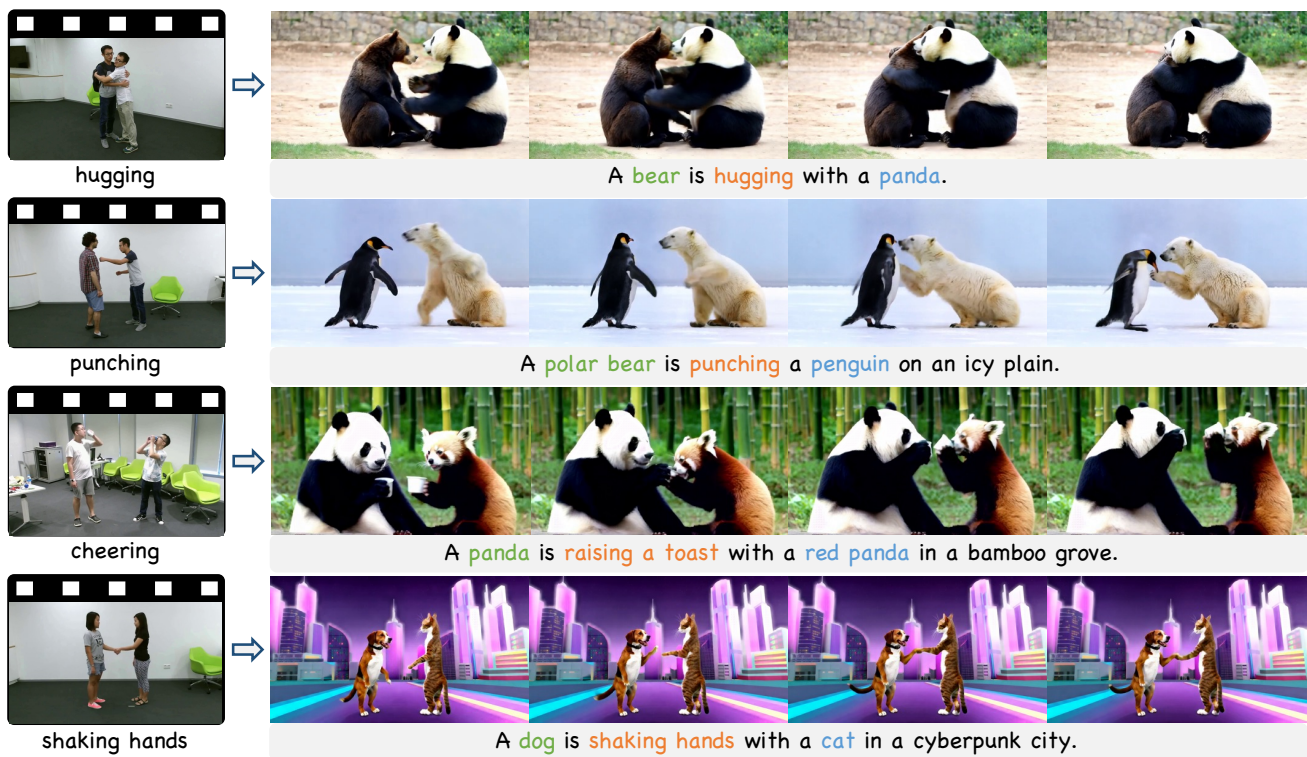 hugging
A bear is hugging with a panda.
punching
A polar bear is punching a penguin on an icy plain.
cheering
A panda is raising a toast with a red panda in a bamboo grove.
shaking hands
A dog is shaking hands with a cat in a cyberpunk city.